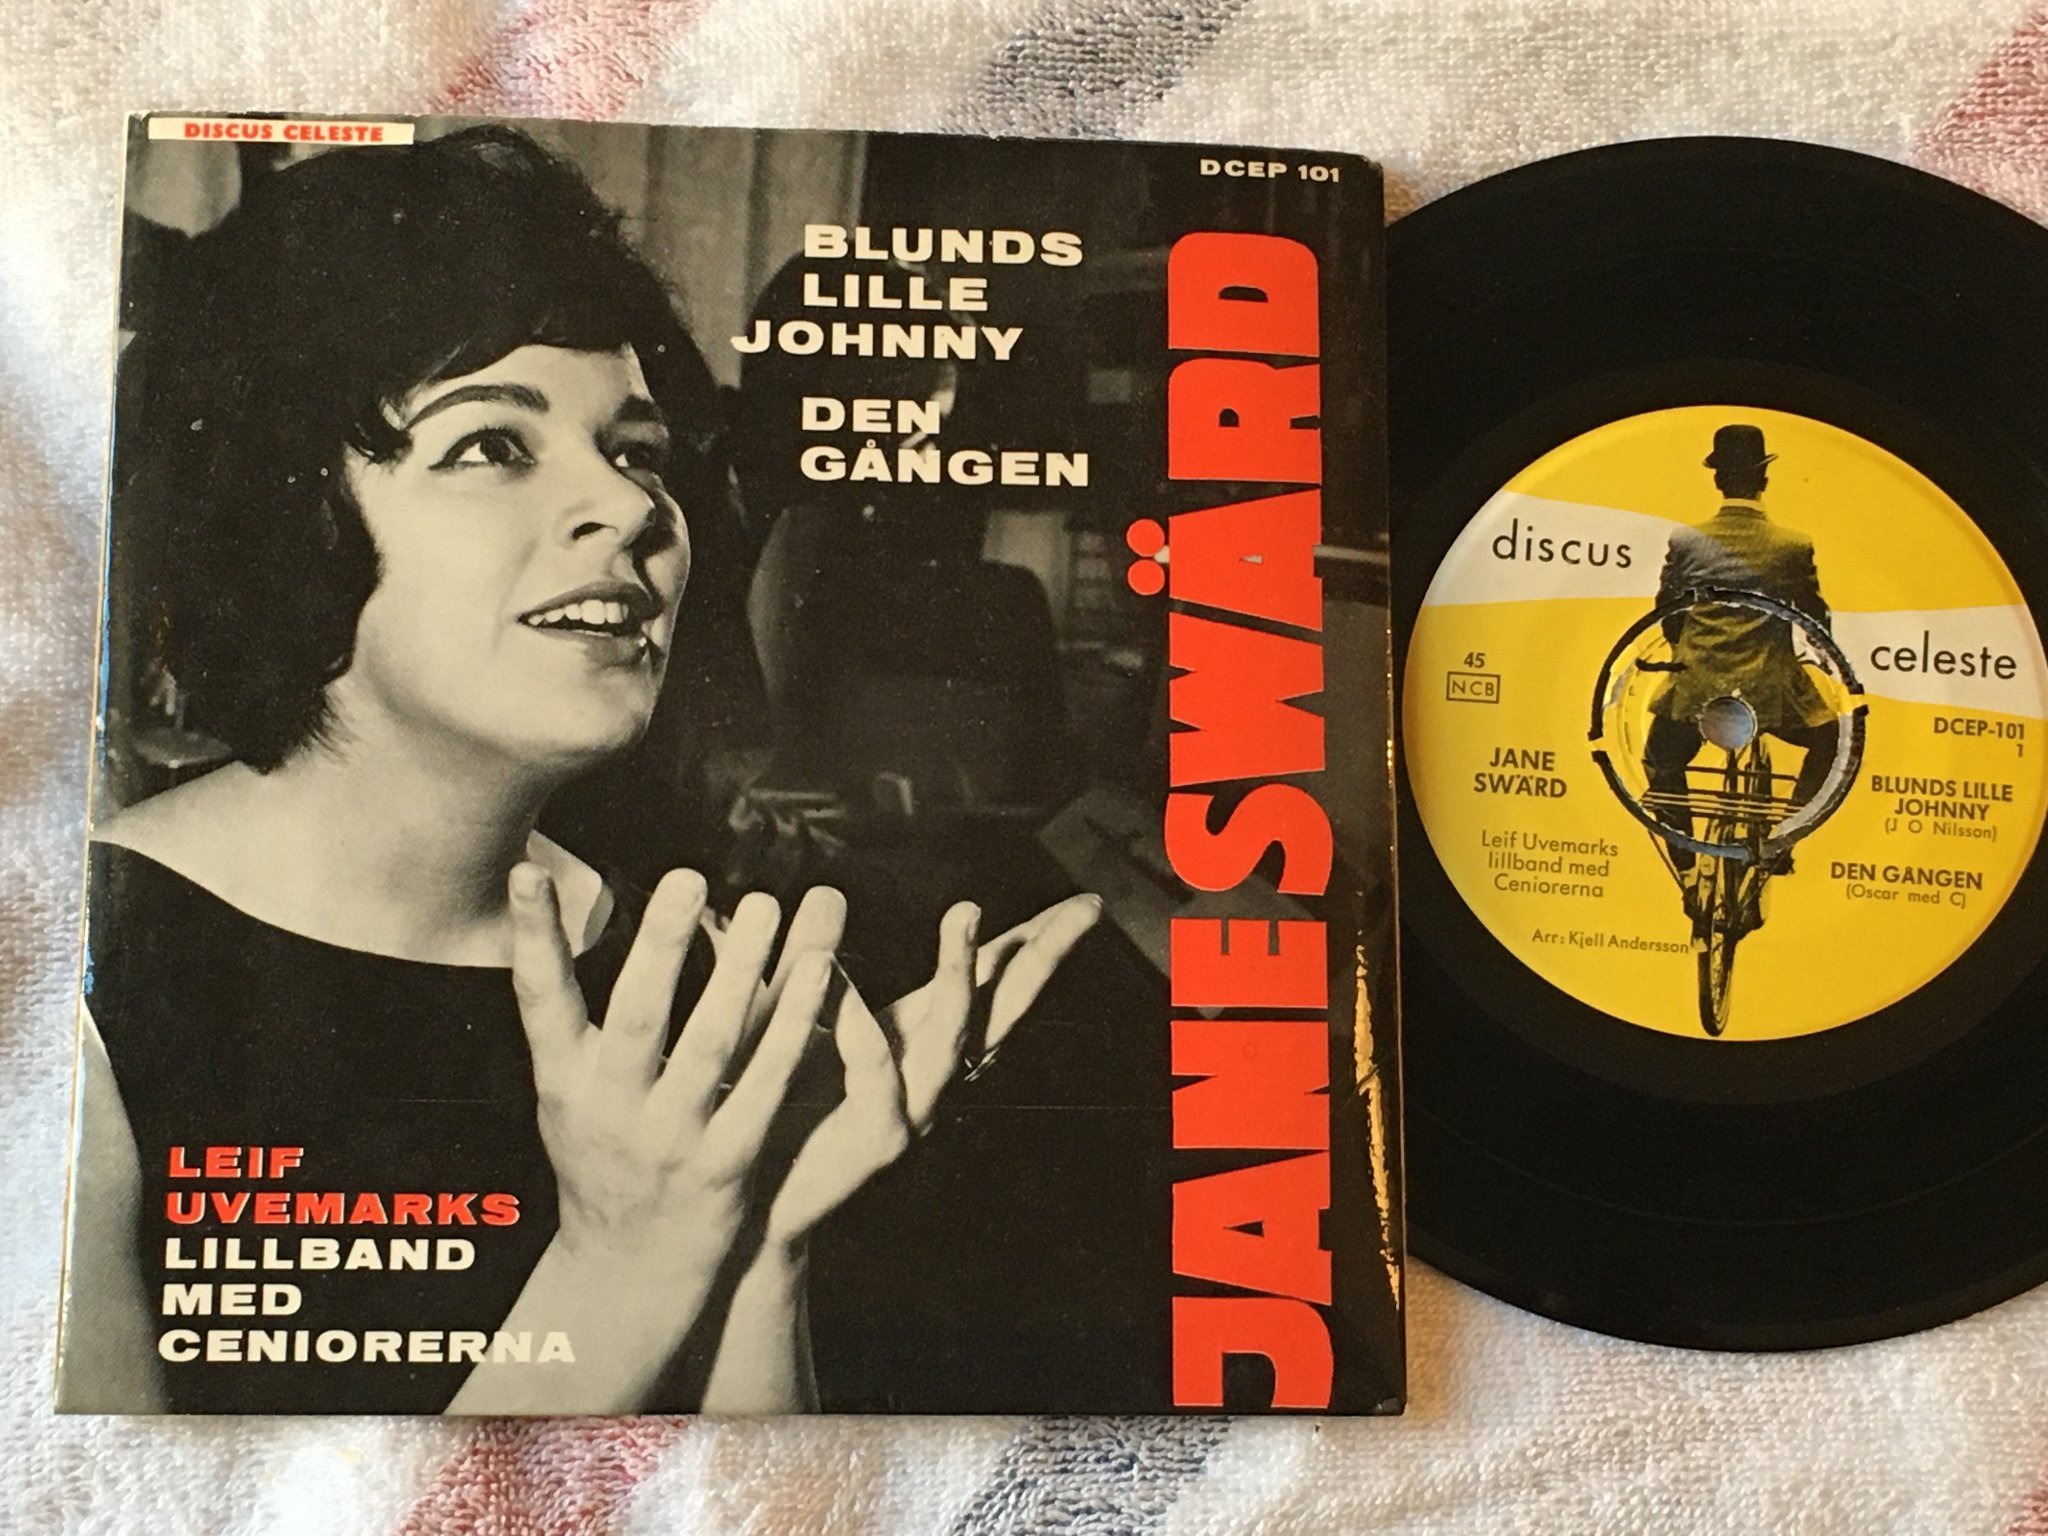 DISCUS CELESTE
DCEP 101
BLUNDS
LILLE
JOHNNY
DEN
GÅNGEN
JANE SWÄRD
LEIF
UVEMARKS
LILLBAND
MED
CENIORERNA
discus
celeste
45
NCB
DCEP-101
1
JANE
SWÄRD
BLUNDS LILLE
JOHNNY
(J O Nilsson)
Leif Uvemarks
lillband med
Ceniorerna
DEN GÅNGEN
(Oscar med C)
Arr: Kjell Andersson